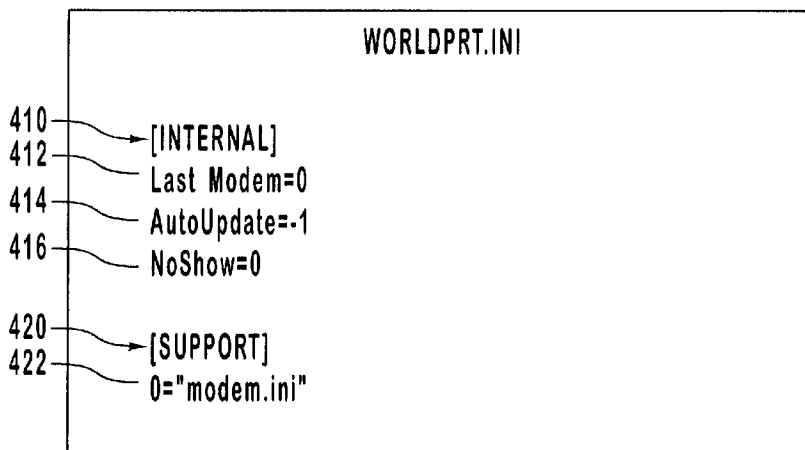 WORLDPRT.INI
410 [INTERNAL]
412 Last Modem=0
414 AutoUpdate=-1
416 NoShow=0
420 [SUPPORT]
422 0="modem.ini"